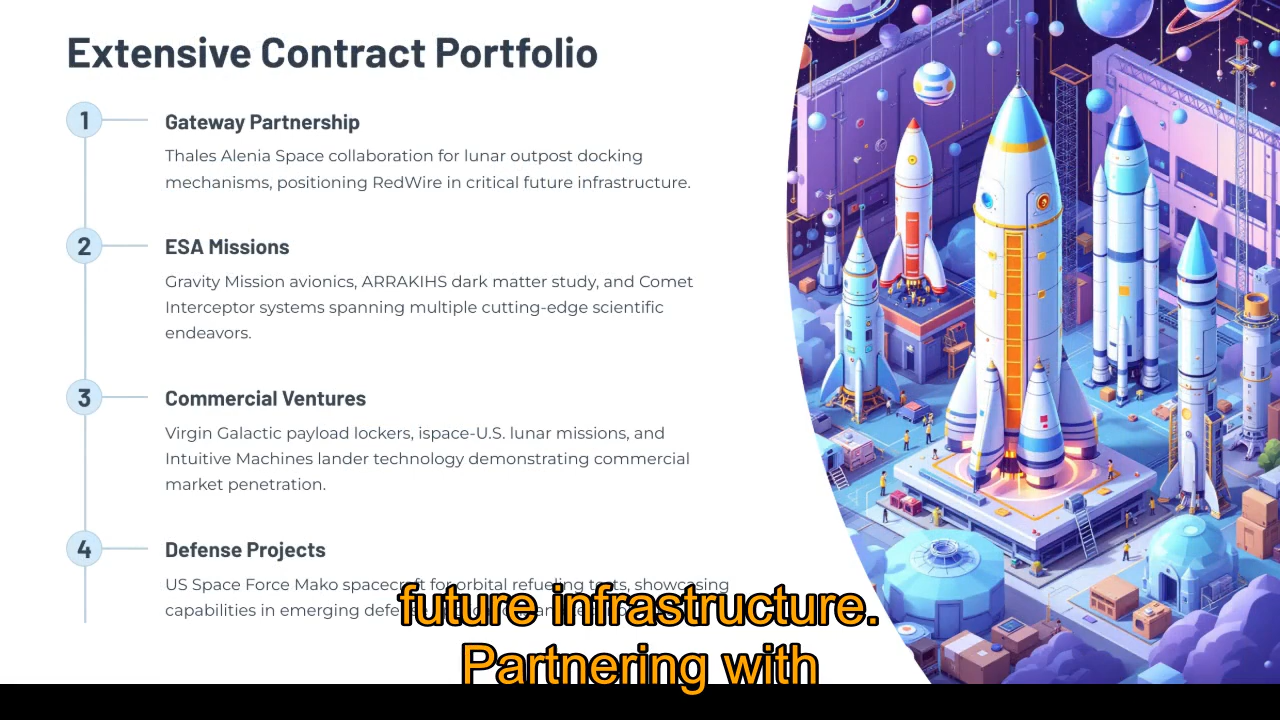 Extensive Contract Portfolio
1
Gateway Partnership
Thales Alenia Space collaboration for lunar outpost docking
mechanisms, positioning RedWire in critical future infrastructure.
2
ESA Missions
Gravity Mission avionics, ARRAKIHS dark matter study, and Comet
Interceptor systems spanning multiple cutting-edge scientific
endeavors.
3
Commercial Ventures
Virgin Galactic payload lockers, ispace-U.S. lunar missions, and
Intuitive Machines lander technology demonstrating commercial
market penetration.
4
Defense Projects
US Space Force Mako spacecraft for orbital refueling tests, showcasing
capabilities in emerging defense
future infrastructure.
Partnering with